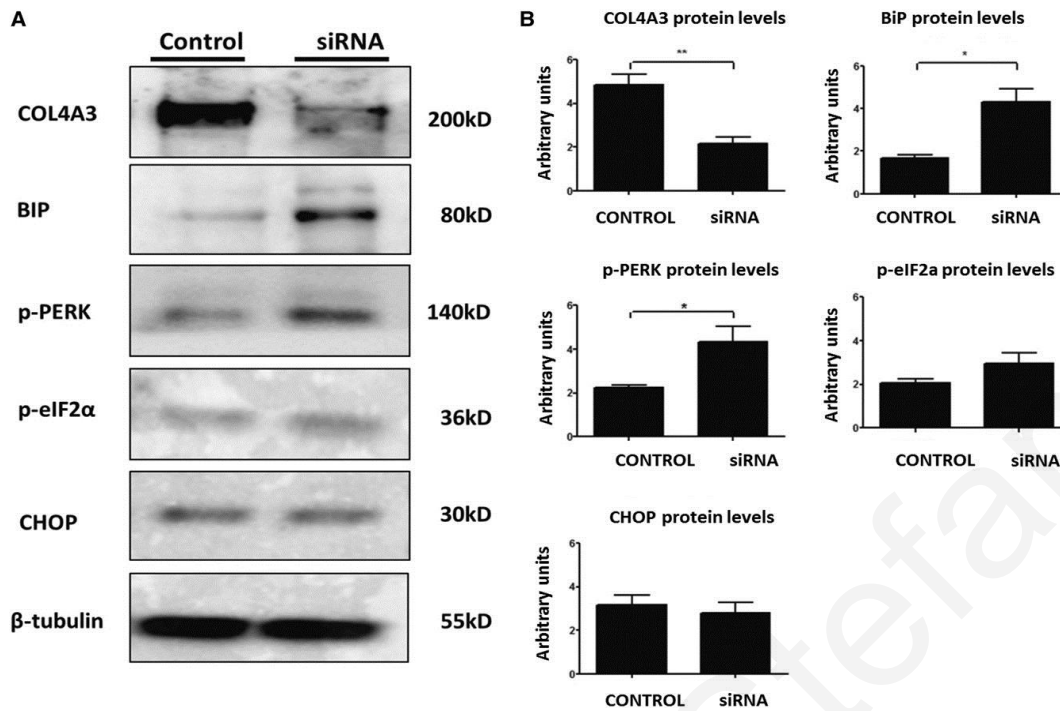 A
Control siRNA
COL4A3 200kD
BIP 80kD
p-PERK 140kD
p-eIF2α 36kD
CHOP 30kD
β-tubulin 55kD
B
COL4A3 protein levels
**
Arbitrary units
6
4
2
0
CONTROL siRNA
BiP protein levels
*
Arbitrary units
6
4
2
0
CONTROL siRNA
p-PERK protein levels
*
Arbitrary units
6
4
2
0
CONTROL siRNA
p-eIF2a protein levels
Arbitrary units
6
4
2
0
CONTROL siRNA
CHOP protein levels
Arbitrary units
6
4
2
0
CONTROL siRNA